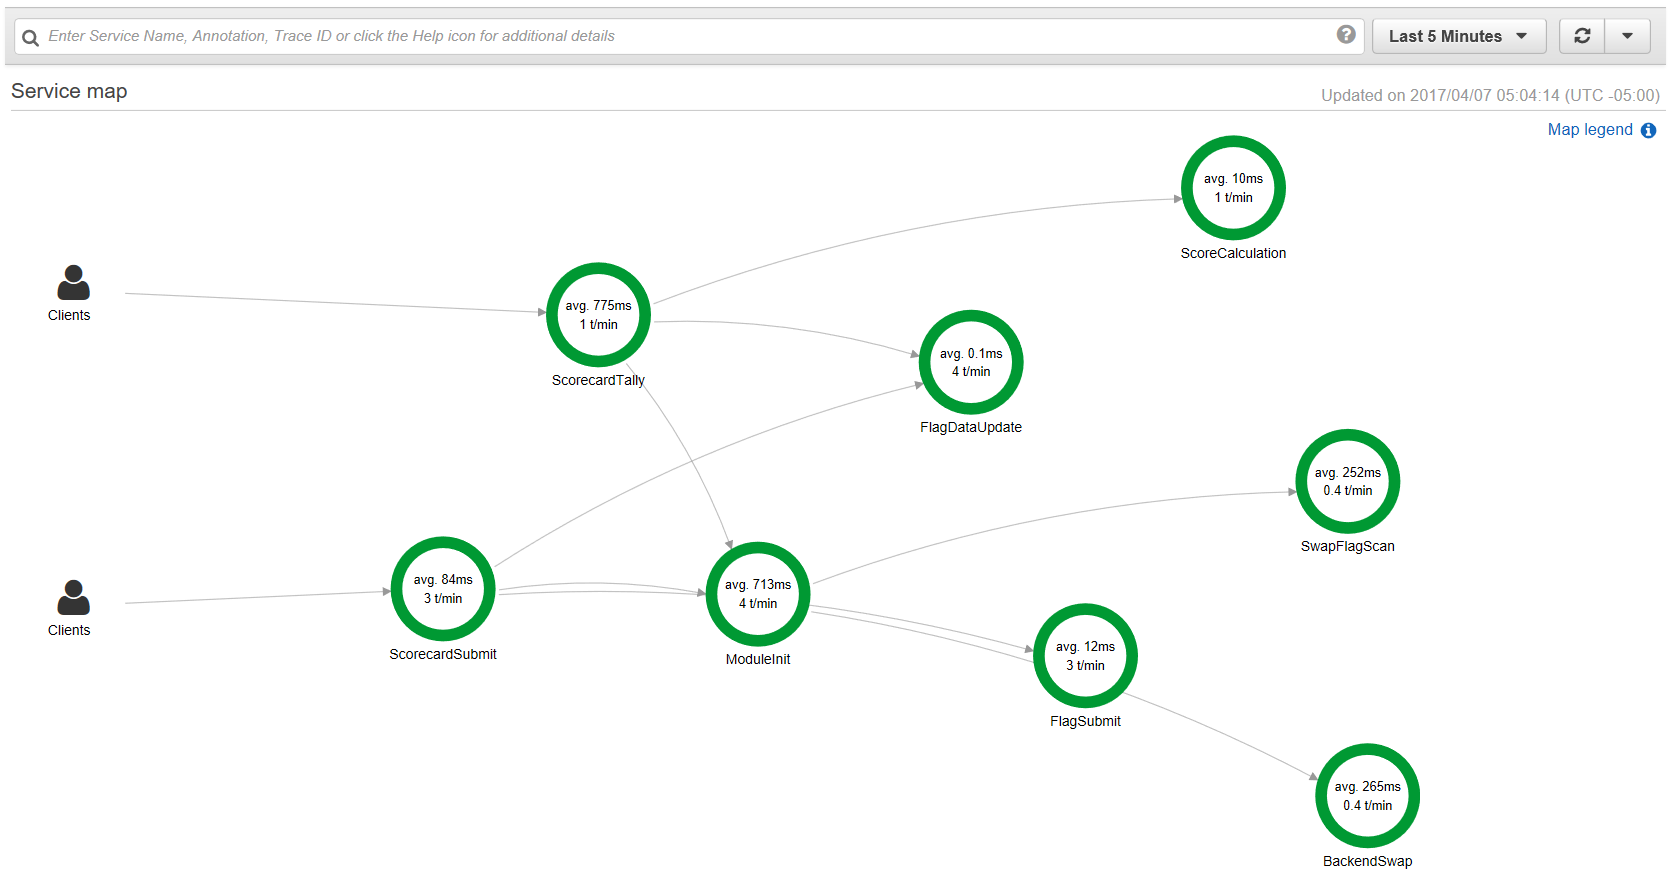 Enter Service Name, Annotation, Trace ID or click the Help icon for additional details
?
Last 5 Minutes
Service map
Updated on 2017/04/07 05:04:14 (UTC -05:00)
Map legend i
avg. 10ms
1 t/min
ScoreCalculation
Clients
avg. 775ms
1 t/min
ScorecardTally
avg. 0.1ms
4 t/min
FlagDataUpdate
avg. 252ms
0.4 t/min
SwapFlagScan
Clients
avg. 84ms
3 t/min
ScorecardSubmit
avg. 713ms
4 t/min
ModuleInit
avg. 12ms
3 t/min
FlagSubmit
avg. 265ms
0.4 t/min
BackendSwap